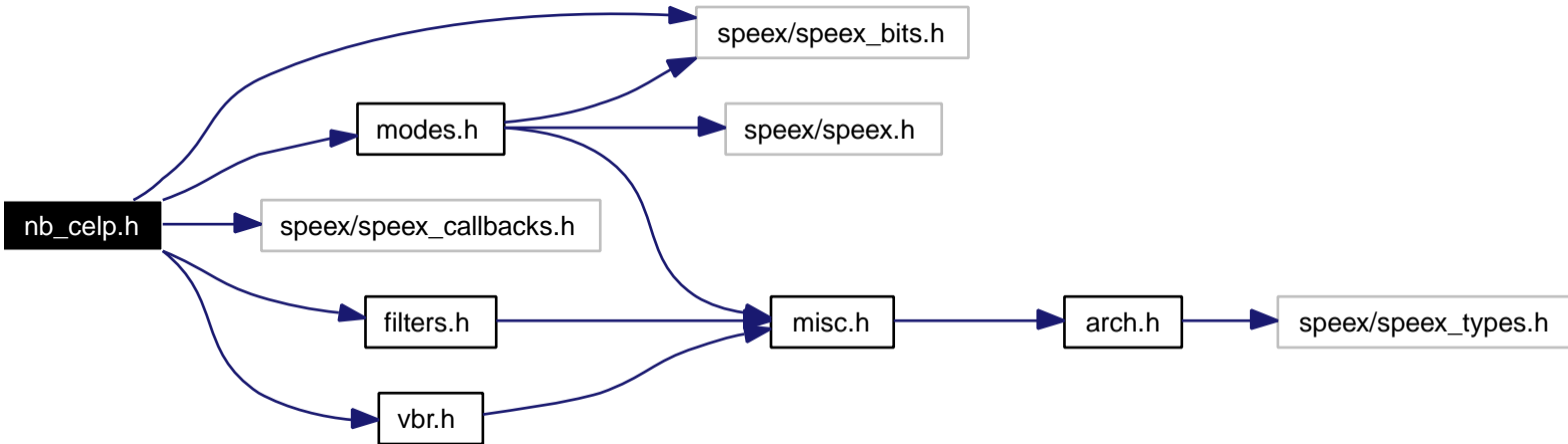 speex/speex_bits.h
modes.h
speex/speex.h
nb_celp.h
speex/speex_callbacks.h
filters.h
misc.h
arch.h
speex/speex_types.h
vbr.h